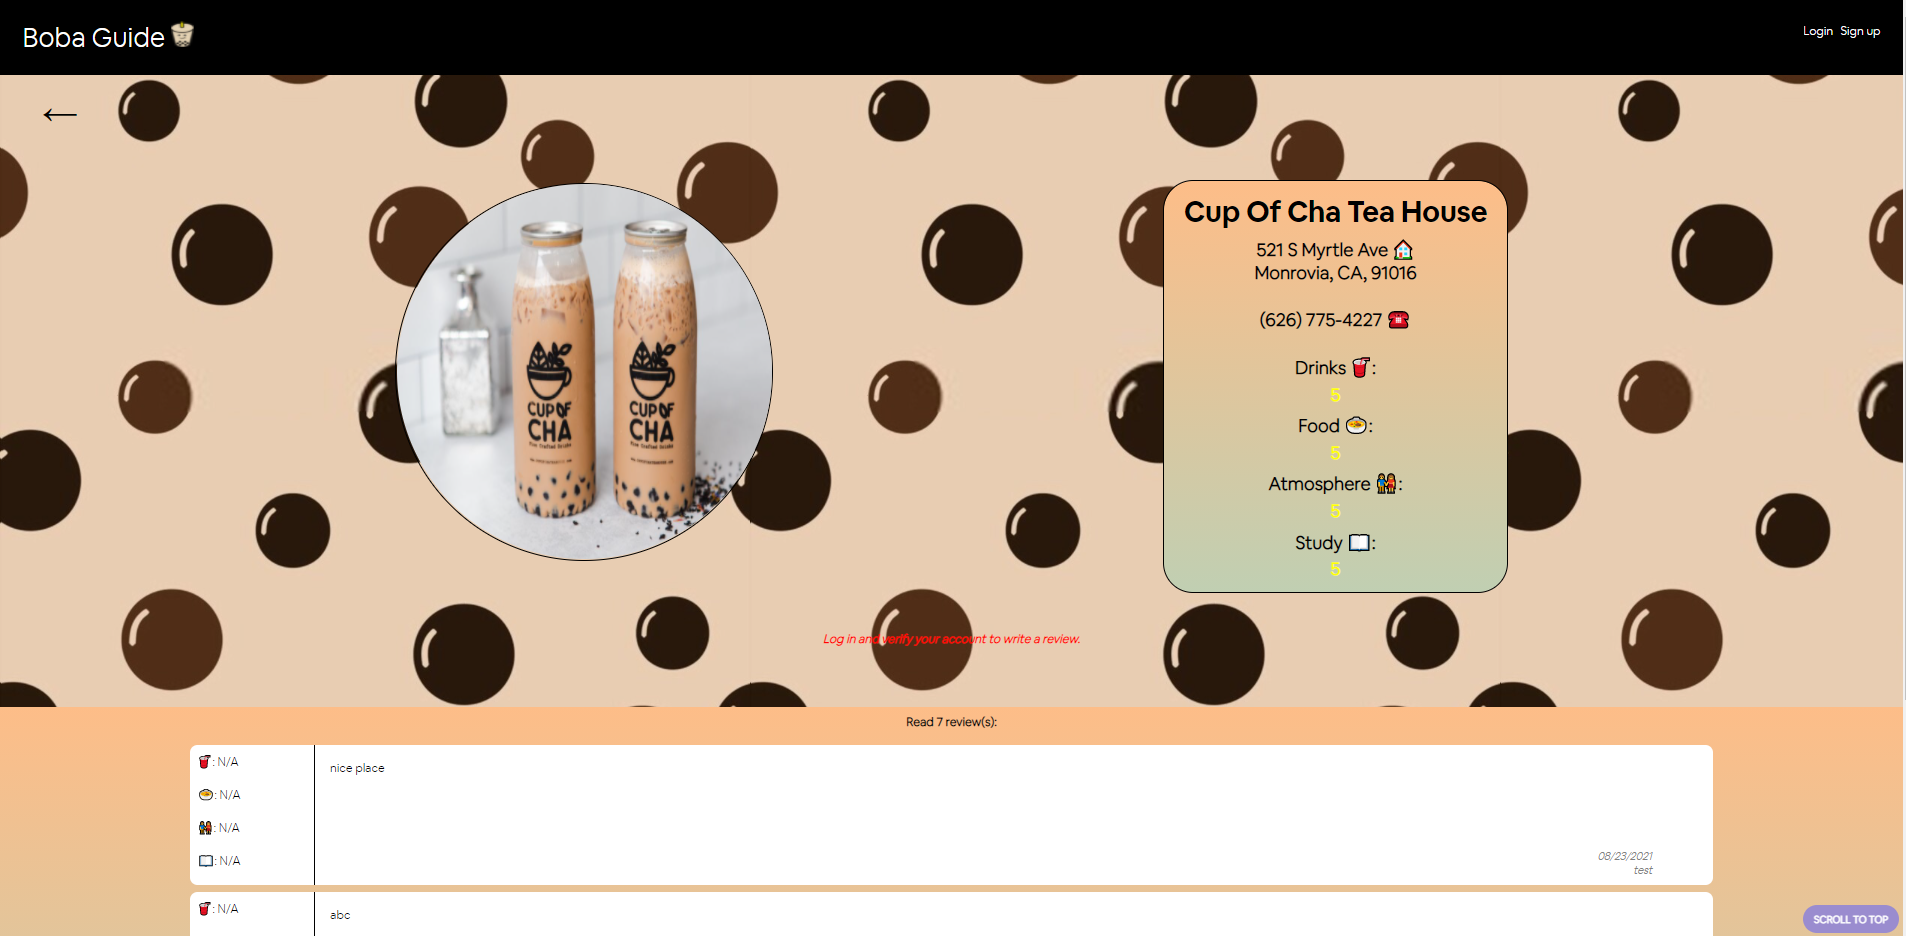 Boba Guide
Login Sign up
←
CUP OF
CHA
CUP OF
CHA
Cup Of Cha Tea House
521 S Myrtle Ave 🏠
Monrovia, CA, 91016
(626) 775-4227 ☎️
Drinks 🥤:
5
Food 🍲:
5
Atmosphere 👫:
5
Study 📖:
5
Log in and verify your account to write a review.
Read 7 review(s):
🥤: N/A
🍲: N/A
👫: N/A
📖: N/A
nice place
08/23/2021
test
🥤: N/A
abc
SCROLL TO TOP